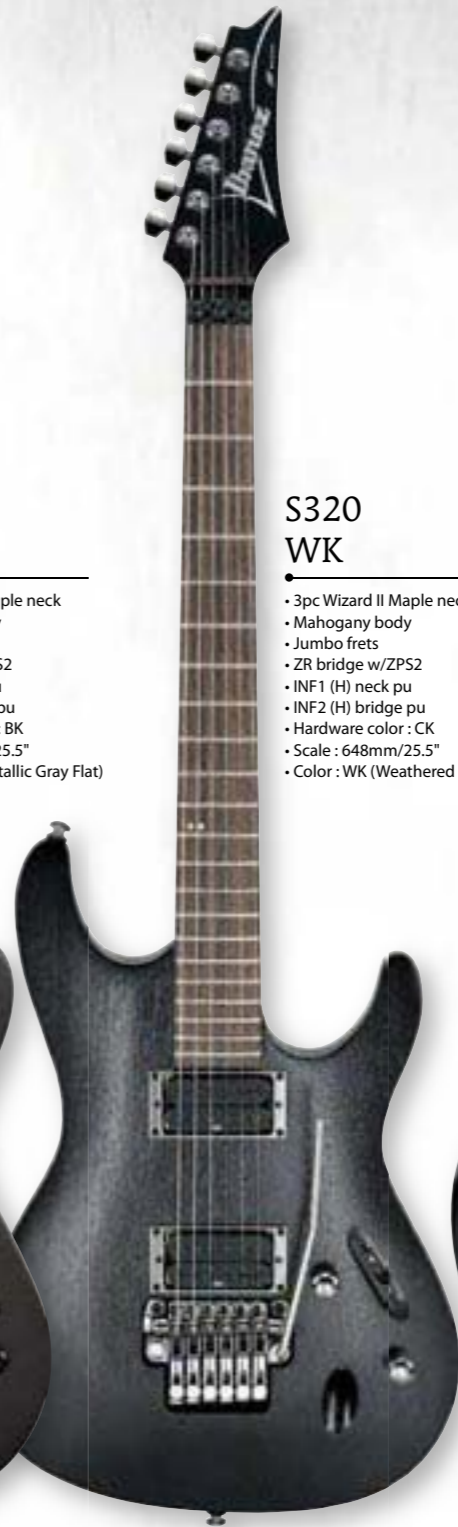 Ibanez
S320
WK
• 3pc Wizard II Maple nec
• Mahogany body
• Jumbo frets
• ZR bridge w/ZPS2
• INF1 (H) neck pu
• INF2 (H) bridge pu
• Hardware color : CK
• Scale : 648mm/25.5"
• Color : WK (Weathered
ple neck
S2
pu
: BK
25.5"
tallic Gray Flat)